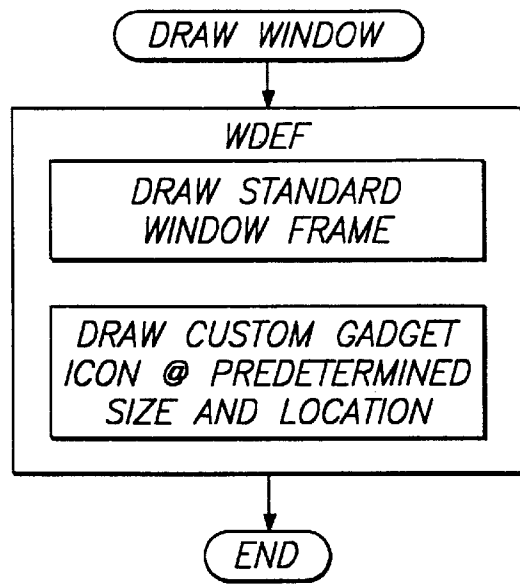 DRAW WINDOW
WDEF
DRAW STANDARD
WINDOW FRAME
DRAW CUSTOM GADGET
ICON @ PREDETERMINED
SIZE AND LOCATION
END